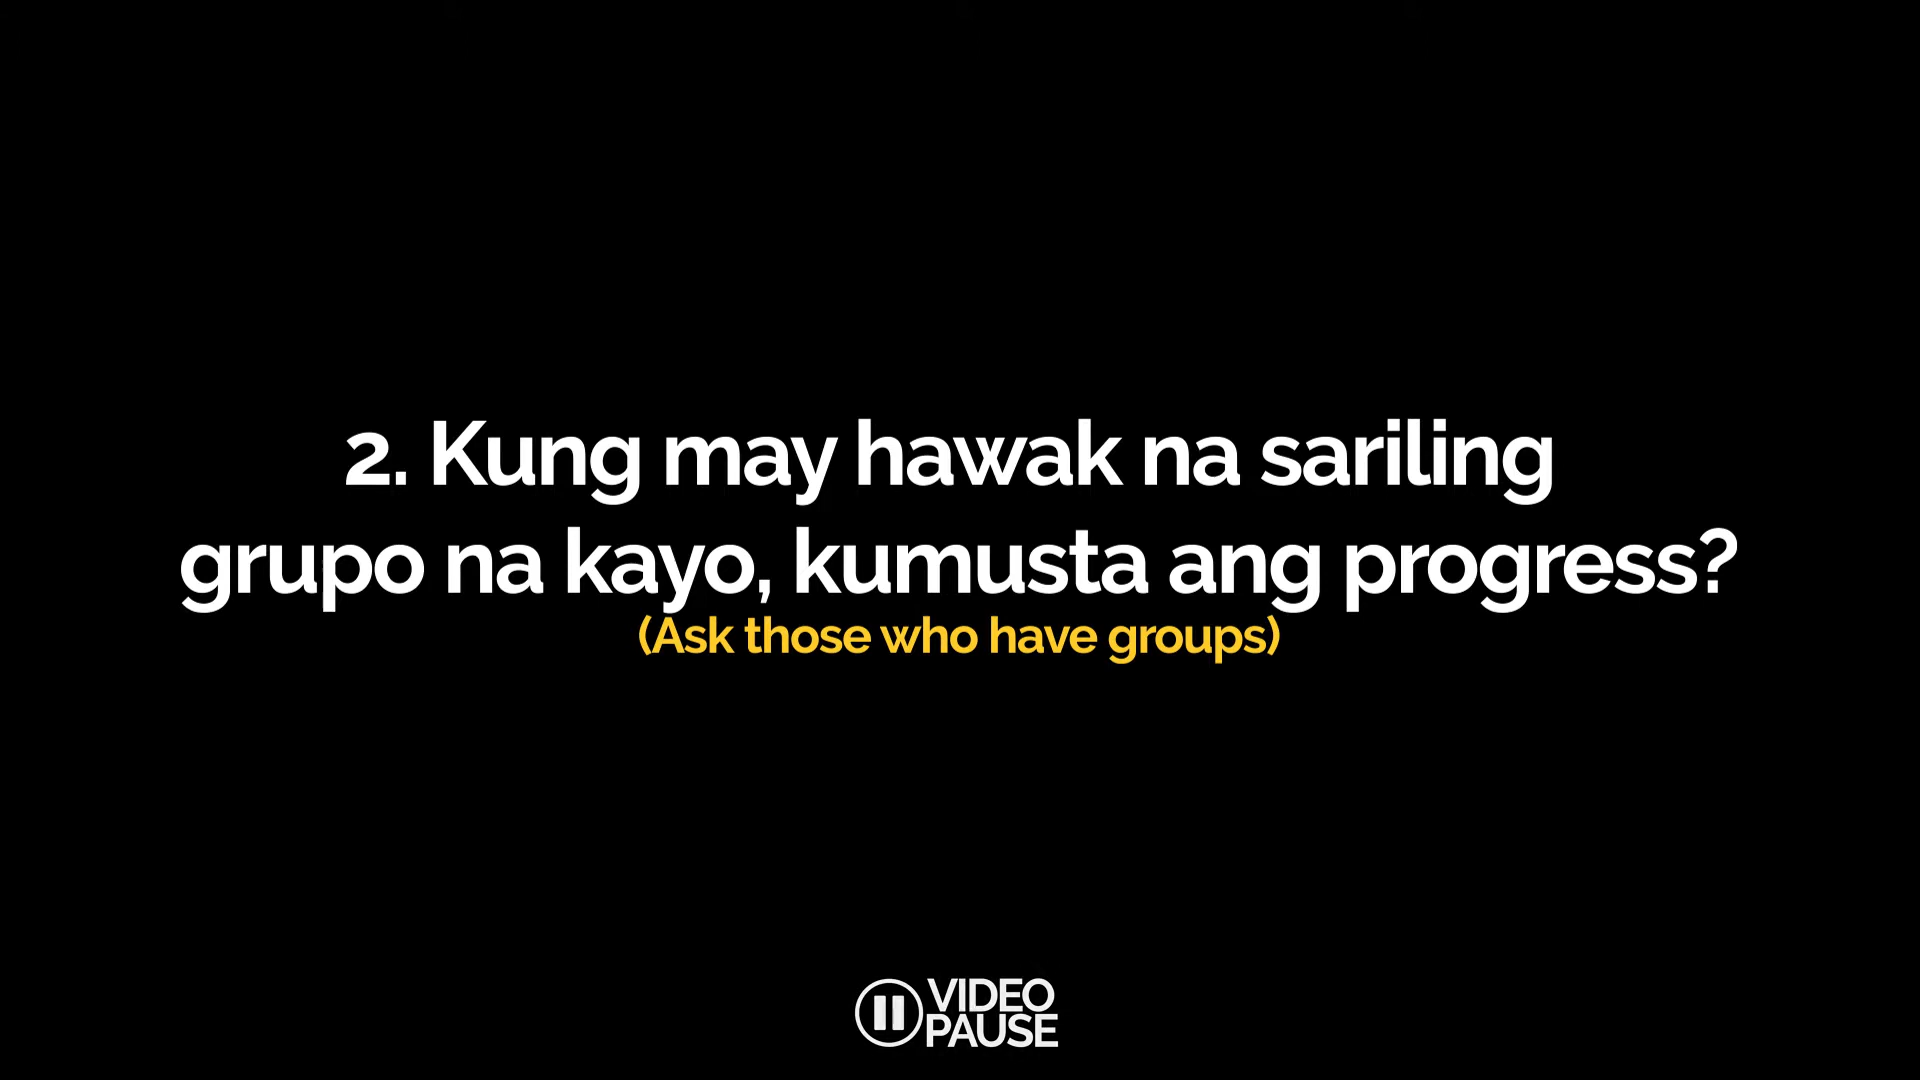 2. Kung may hawak na sariling
grupo na kayo, kumusta ang progress?
(Ask those who have groups)
VIDEO
PAUSE